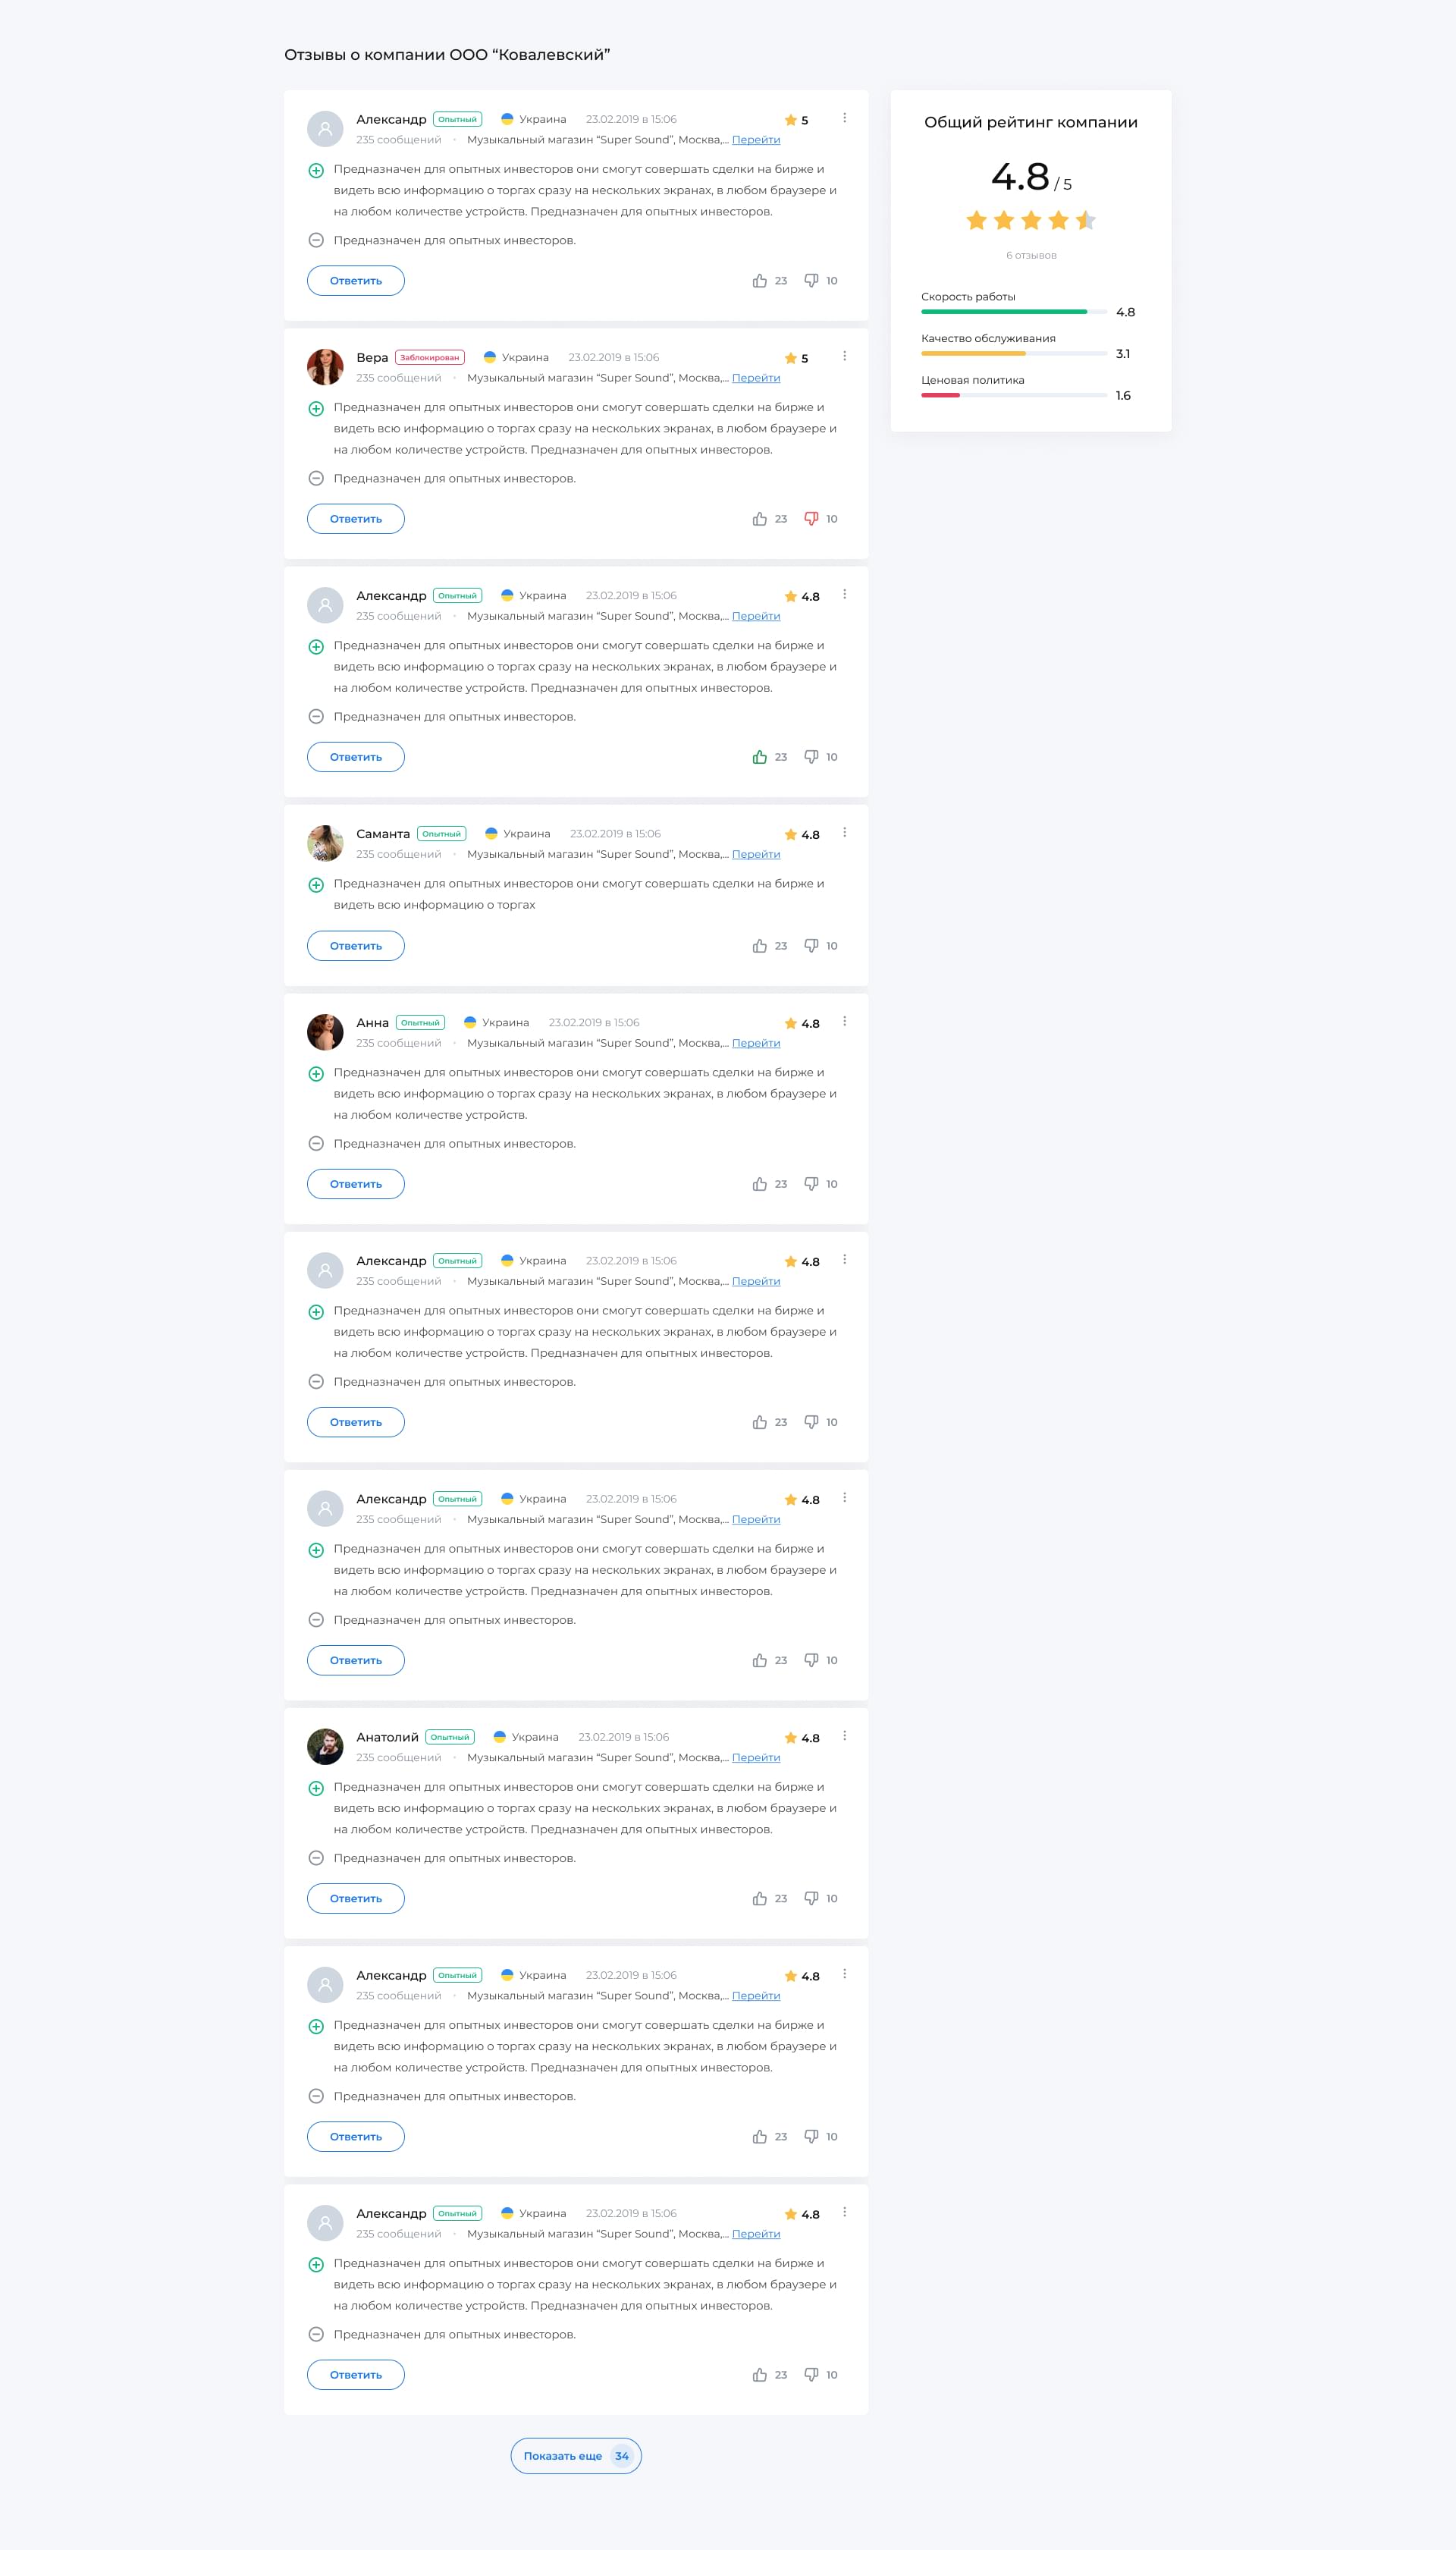 Отзывы о компании ООО “Ковалевский”
Александр Опытный Украина 23.02.2019 в 15:06 5
235 сообщений • Музыкальный магазин “Super Sound”, Москва,... Перейти
Предназначен для опытных инвесторов они смогут совершать сделки на бирже и
видеть всю информацию о торгах сразу на нескольких экранах, в любом браузере и
на любом количестве устройств. Предназначен для опытных инвесторов.
Предназначен для опытных инвесторов.
Ответить 23 10
Вера Заблокирован Украина 23.02.2019 в 15:06 5
235 сообщений • Музыкальный магазин “Super Sound”, Москва,... Перейти
Предназначен для опытных инвесторов они смогут совершать сделки на бирже и
видеть всю информацию о торгах сразу на нескольких экранах, в любом браузере и
на любом количестве устройств. Предназначен для опытных инвесторов.
Предназначен для опытных инвесторов.
Ответить 23 10
Александр Опытный Украина 23.02.2019 в 15:06 4.8
235 сообщений • Музыкальный магазин “Super Sound”, Москва,... Перейти
Предназначен для опытных инвесторов они смогут совершать сделки на бирже и
видеть всю информацию о торгах сразу на нескольких экранах, в любом браузере и
на любом количестве устройств. Предназначен для опытных инвесторов.
Предназначен для опытных инвесторов.
Ответить 23 10
Саманта Опытный Украина 23.02.2019 в 15:06 4.8
235 сообщений • Музыкальный магазин “Super Sound”, Москва,... Перейти
Предназначен для опытных инвесторов они смогут совершать сделки на бирже и
видеть всю информацию о торгах
Ответить 23 10
Анна Опытный Украина 23.02.2019 в 15:06 4.8
235 сообщений • Музыкальный магазин “Super Sound”, Москва,... Перейти
Предназначен для опытных инвесторов они смогут совершать сделки на бирже и
видеть всю информацию о торгах сразу на нескольких экранах, в любом браузере и
на любом количестве устройств.
Предназначен для опытных инвесторов.
Ответить 23 10
Александр Опытный Украина 23.02.2019 в 15:06 4.8
235 сообщений • Музыкальный магазин “Super Sound”, Москва,... Перейти
Предназначен для опытных инвесторов они смогут совершать сделки на бирже и
видеть всю информацию о торгах сразу на нескольких экранах, в любом браузере и
на любом количестве устройств. Предназначен для опытных инвесторов.
Предназначен для опытных инвесторов.
Ответить 23 10
Александр Опытный Украина 23.02.2019 в 15:06 4.8
235 сообщений • Музыкальный магазин “Super Sound”, Москва,... Перейти
Предназначен для опытных инвесторов они смогут совершать сделки на бирже и
видеть всю информацию о торгах сразу на нескольких экранах, в любом браузере и
на любом количестве устройств. Предназначен для опытных инвесторов.
Предназначен для опытных инвесторов.
Ответить 23 10
Анатолий Опытный Украина 23.02.2019 в 15:06 4.8
235 сообщений • Музыкальный магазин “Super Sound”, Москва,... Перейти
Предназначен для опытных инвесторов они смогут совершать сделки на бирже и
видеть всю информацию о торгах сразу на нескольких экранах, в любом браузере и
на любом количестве устройств. Предназначен для опытных инвесторов.
Предназначен для опытных инвесторов.
Ответить 23 10
Александр Опытный Украина 23.02.2019 в 15:06 4.8
235 сообщений • Музыкальный магазин “Super Sound”, Москва,... Перейти
Предназначен для опытных инвесторов они смогут совершать сделки на бирже и
видеть всю информацию о торгах сразу на нескольких экранах, в любом браузере и
на любом количестве устройств. Предназначен для опытных инвесторов.
Предназначен для опытных инвесторов.
Ответить 23 10
Александр Опытный Украина 23.02.2019 в 15:06 4.8
235 сообщений • Музыкальный магазин “Super Sound”, Москва,... Перейти
Предназначен для опытных инвесторов они смогут совершать сделки на бирже и
видеть всю информацию о торгах сразу на нескольких экранах, в любом браузере и
на любом количестве устройств. Предназначен для опытных инвесторов.
Предназначен для опытных инвесторов.
Ответить 23 10
Показать еще 34
Общий рейтинг компании
4.8 / 5
6 отзывов
Скорость работы
4.8
Качество обслуживания
3.1
Ценовая политика
1.6